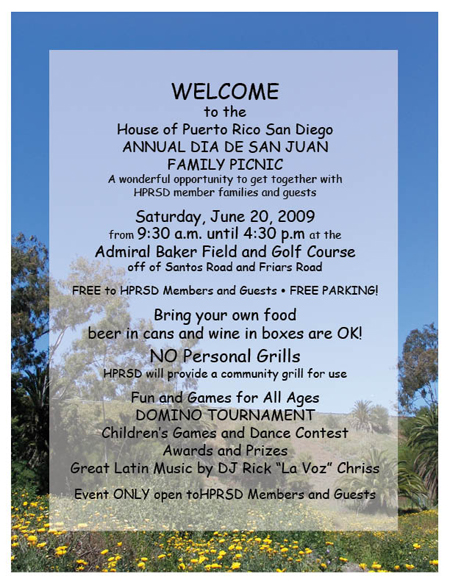 WELCOME
to the
House of Puerto Rico San Diego
ANNUAL DIA DE SAN JUAN
FAMILY PICNIC
A wonderful opportunity to get together with
HPRSD member families and guests
Saturday, June 20, 2009
from 9:30 a.m. until 4:30 p.m at the
Admiral Baker Field and Golf Course
off of Santos Road and Friars Road
FREE to HPRSD Members and Guests • FREE PARKING!
Bring your own food
beer in cans and wine in boxes are OK!
NO Personal Grills
HPRSD will provide a community grill for use
Fun and Games for All Ages
DOMINO TOURNAMENT
Children's Games and Dance Contest
Awards and Prizes
Great Latin Music by DJ Rick "La Voz" Chriss
Event ONLY open toHPRSD Members and Guests